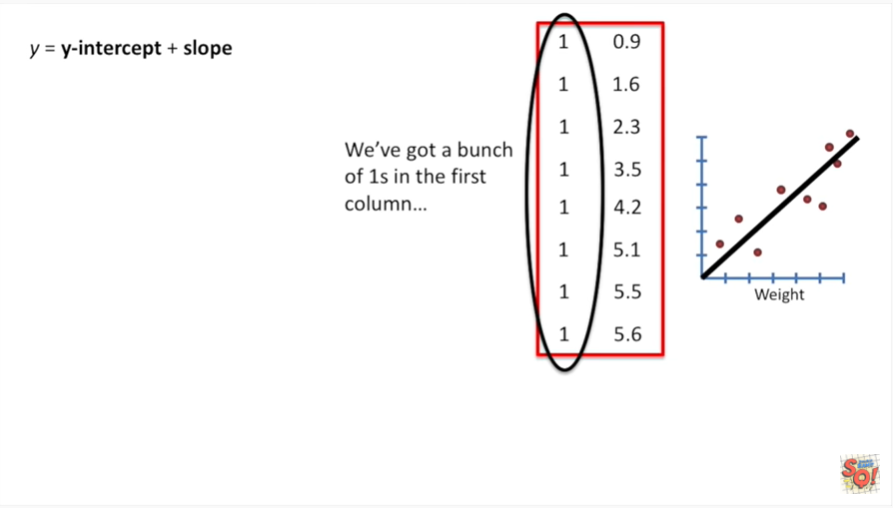 y = y-intercept + slope
We've got a bunch
of 1s in the first
column...
1 0.9
1 1.6
1 2.3
1 3.5
1 4.2
1 5.1
1 5.5
1 5.6
Weight